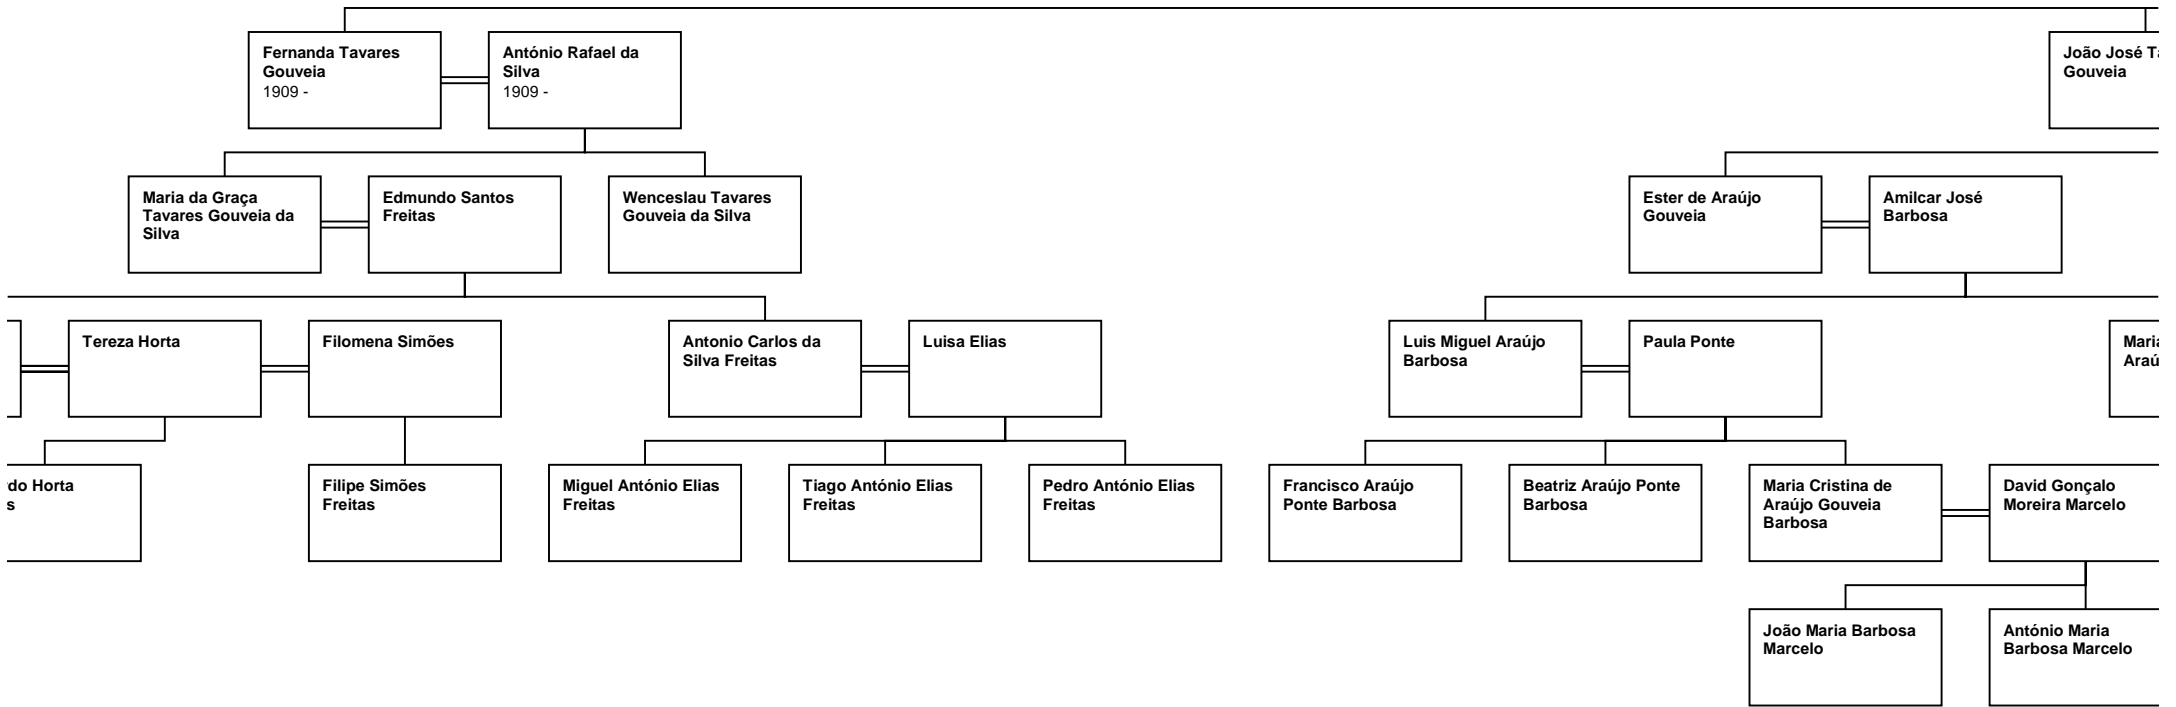 Fernanda Tavares
Gouveia
1909 -
António Rafael da
Silva
1909 -
João José
Gouveia
Maria da Graça
Tavares Gouveia da
Silva
Edmundo Santos
Freitas
Wenceslau Tavares
Gouveia da Silva
Ester de Araújo
Gouveia
Amilcar José
Barbosa
Tereza Horta
Filomena Simões
Antonio Carlos da
Silva Freitas
Luisa Elias
Luis Miguel Araújo
Barbosa
Paula Ponte
Horta
Filipe Simões
Freitas
Miguel António Elias
Freitas
Tiago António Elias
Freitas
Pedro António Elias
Freitas
Francisco Araújo
Ponte Barbosa
Beatriz Araújo Ponte
Barbosa
Maria Cristina de
Araújo Gouveia
Barbosa
David Gonçalo
Moreira Marcelo
João Maria Barbosa
Marcelo
António Maria
Barbosa Marcelo